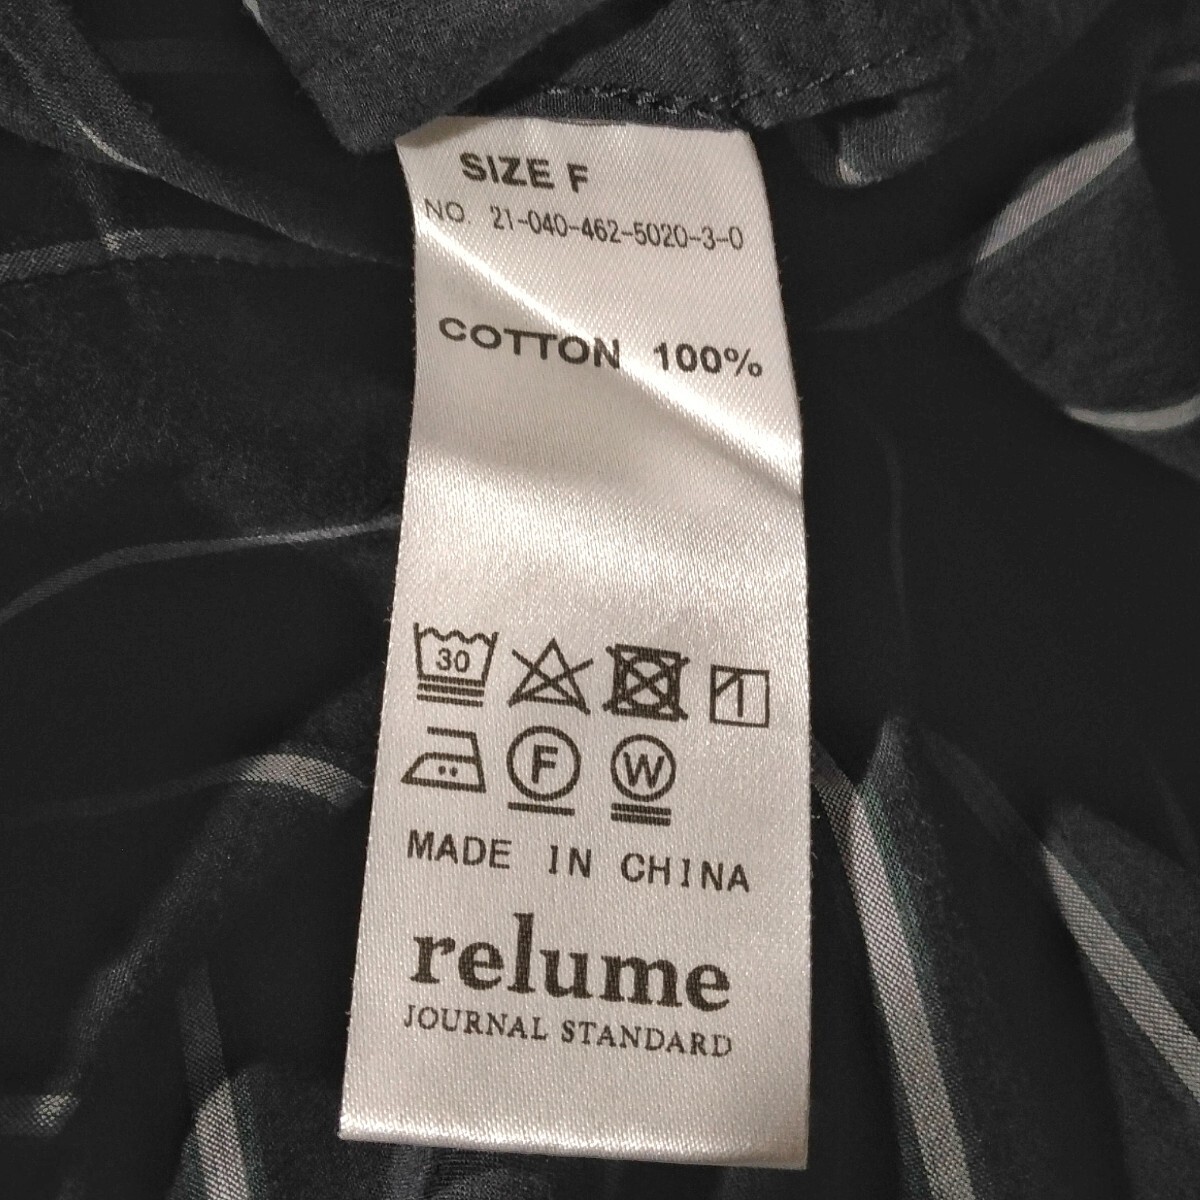 SIZE F
NO. 21-040-462-5020-3-0
COTTON 100%
30
F W
MADE IN CHINA
relume
JOURNAL STANDARD